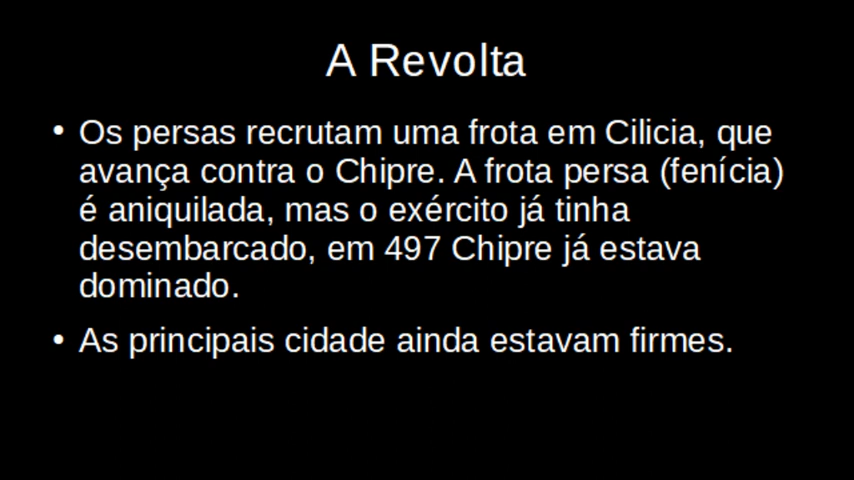 A Revolta
• Os persas recrutam uma frota em Cilicia, que
avança contra o Chipre. A frota persa (fenícia)
é aniquilada, mas o exército já tinha
desembarcado, em 497 Chipre já estava
dominado.
• As principais cidade ainda estavam firmes.